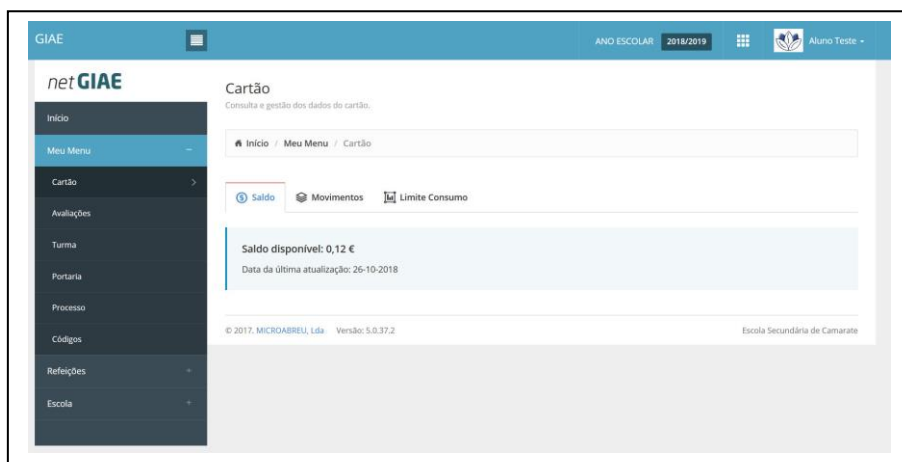 GIAE
ANO ESCOLAR 2018/2019
Aluno Teste
netGIAE
Início
Meu Menu
Cartão
Avaliações
Turma
Portaria
Processo
Códigos
Refeições
Escola
Cartão
Consulta e gestão dos dados do cartão.
Início / Meu Menu / Cartão
Saldo
Movimentos
Limite Consumo
Saldo disponível: 0,12 €
Data da última atualização: 26-10-2018
© 2017, MICROABREU, Lda Versão: 5.0.37.2
Escola Secundária de Camarate